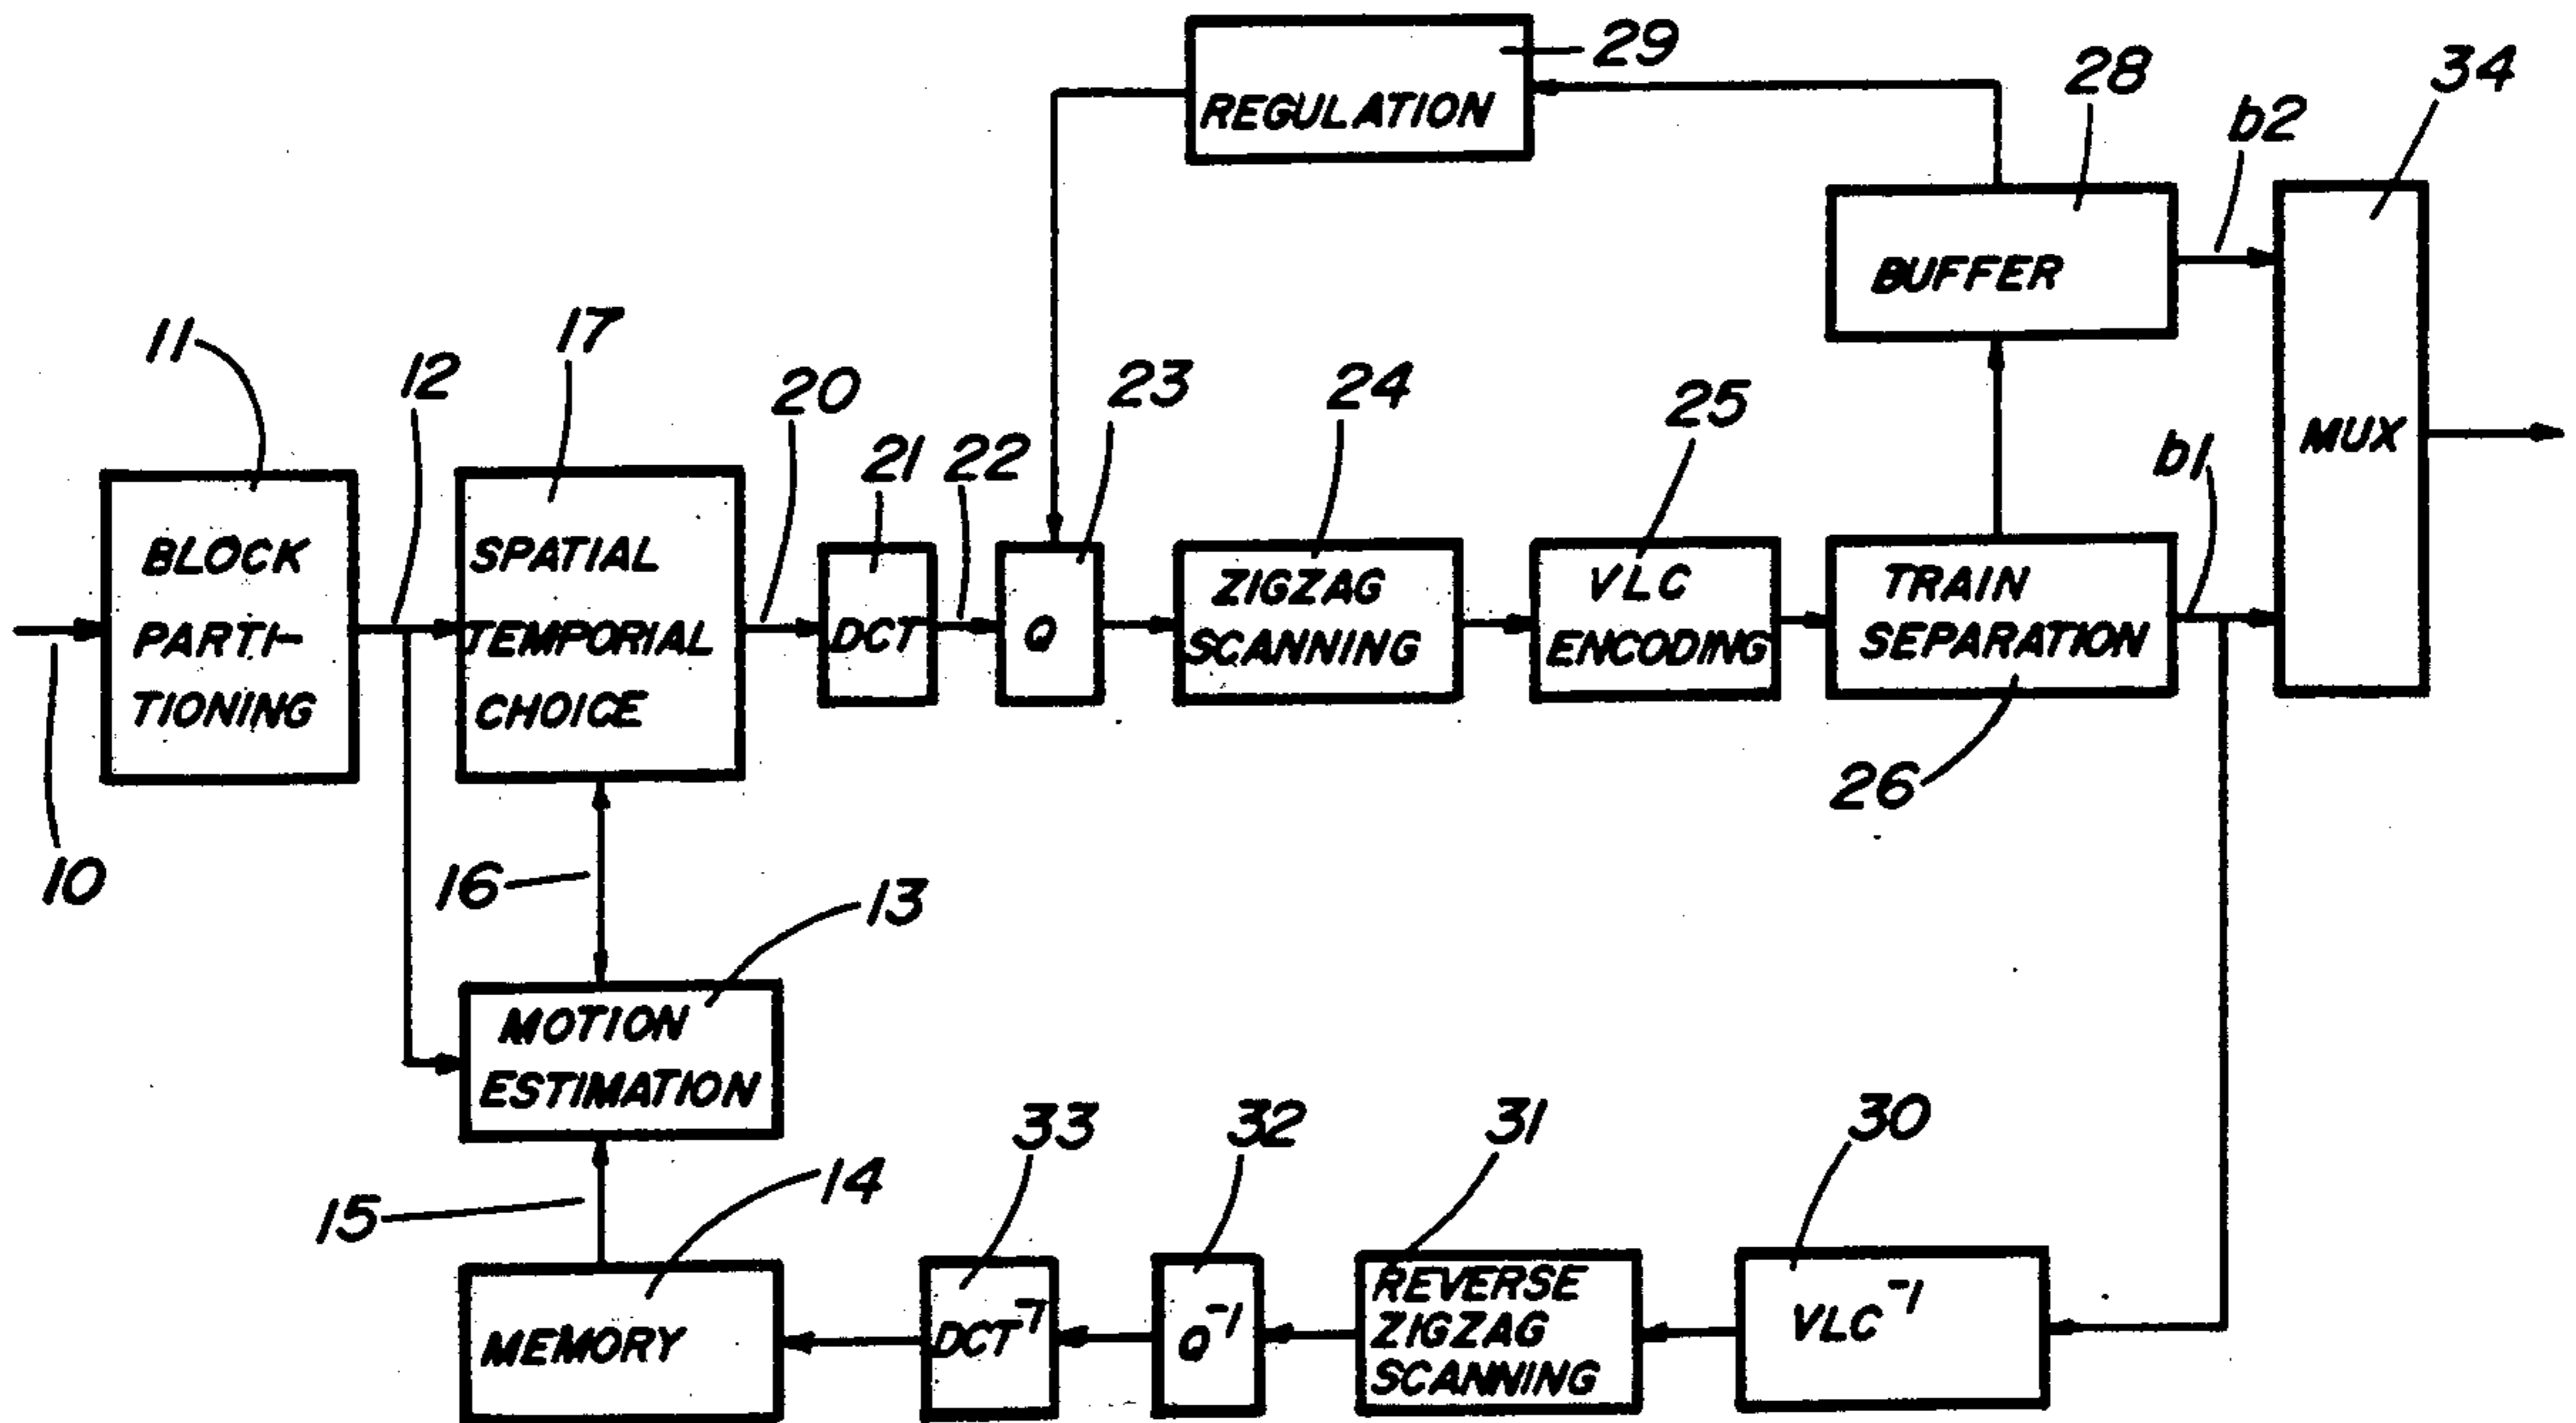 29
REGULATION
28
34
b2
BUFFER
11
12
17
20
21
22
23
24
25
b1
MUX
BLOCK
PARTI-
TIONING
SPATIAL
TEMPORIAL
CHOICE
DCT
Q
ZIGZAG
SCANNING
VLC
ENCODING
TRAIN
SEPARATION
26
10
16
13
MOTION
ESTIMATION
15
14
33
32
31
30
MEMORY
DCT⁻¹
Q⁻¹
REVERSE
ZIGZAG
SCANNING
VLC⁻¹